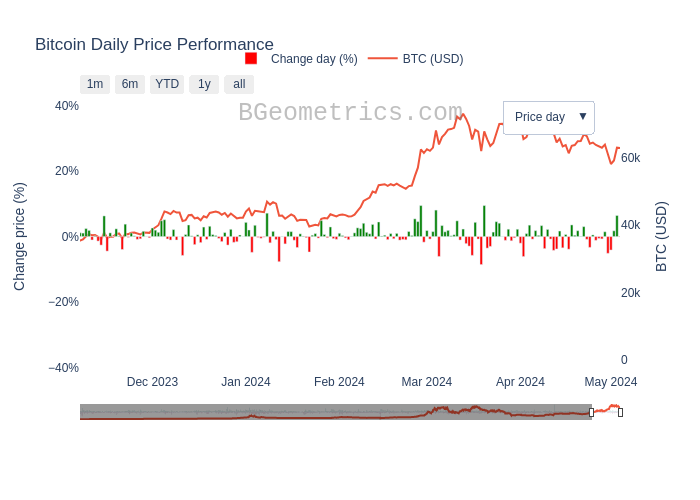 Bitcoin Daily Price Performance
Change day (%)
BTC (USD)
1m
6m
YTD
1y
all
BGeometrics.com
Price day ▼
40%
20%
0%
−20%
−40%
Change price (%)
60k
40k
20k
0
BTC (USD)
Dec 2023
Jan 2024
Feb 2024
Mar 2024
Apr 2024
May 2024